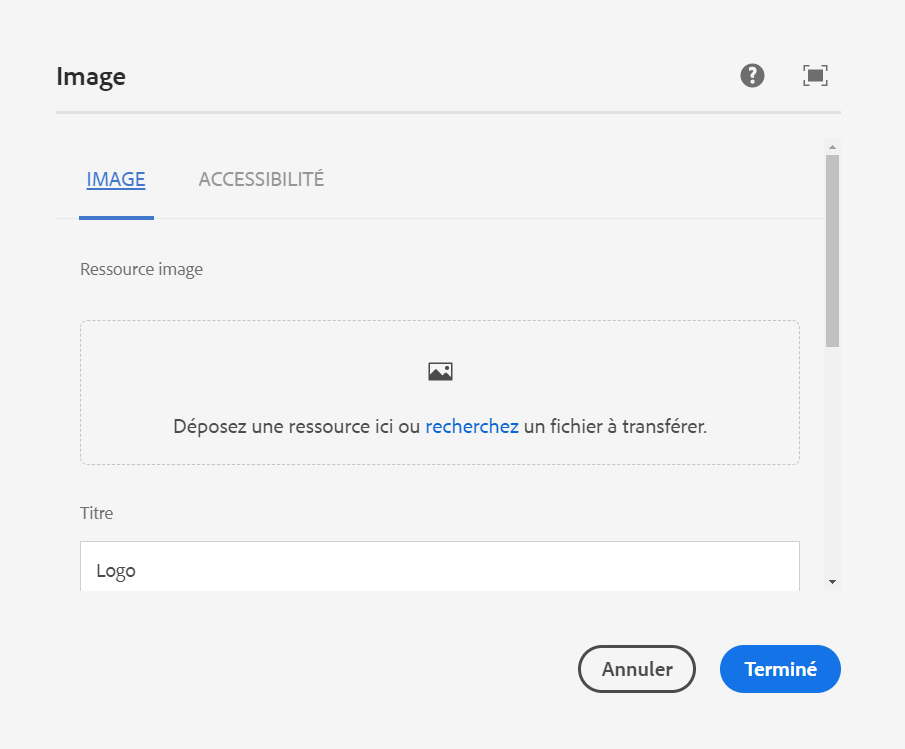 Image
IMAGE ACCESSIBILITÉ
Ressource image
Déposez une ressource ici ou recherchez un fichier à transférer.
Titre
Logo
Annuler Terminé